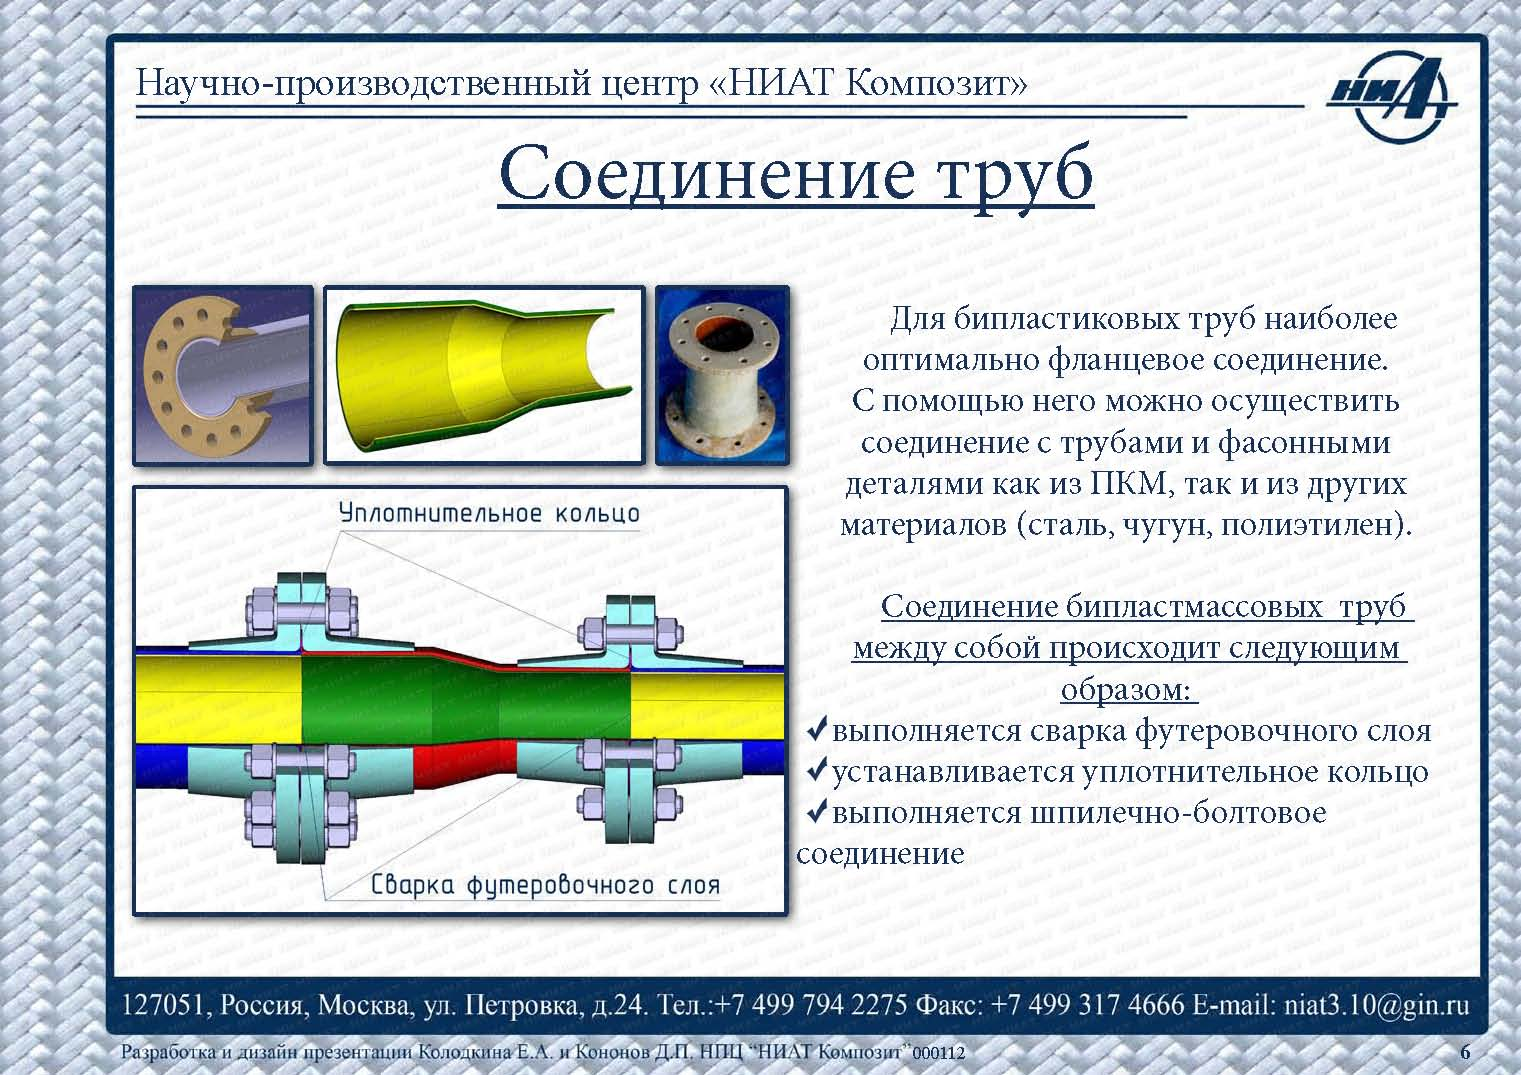 Научно-производственный центр «НИАТ Композит»
НИАТ
Соединение труб
Для бипластиковых труб наиболее
оптимально фланцевое соединение.
С помощью него можно осуществить
соединение с трубами и фасонными
деталями как из ПКМ, так и из других
материалов (сталь, чугун, полиэтилен).
Соединение бипластмассовых труб
между собой происходит следующим
образом:
✓выполняется сварка футеровочного слоя
✓устанавливается уплотнительное кольцо
✓выполняется шпилечно-болтовое
соединение
Уплотнительное кольцо
Сварка футеровочного слоя
127051, Россия, Москва, ул. Петровка, д.24. Тел.:+7 499 794 2275 Факс: +7 499 317 4666 E-mail: niat3.10@gin.ru
Разработка и дизайн презентации Колодкина Е.А. и Кононов Д.П. НПЦ “НИАТ Композит”000112
6